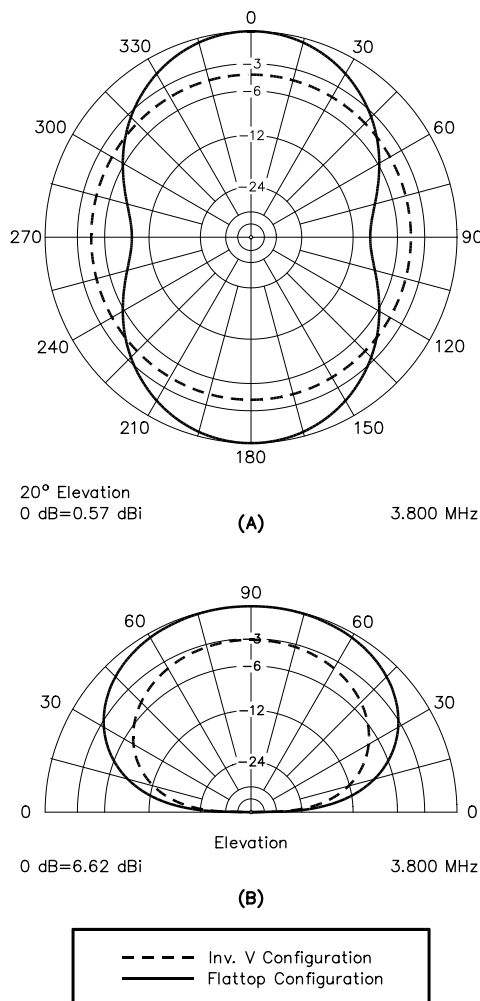 0
330 30
-3
-6
300 60
-12
-24
270 90
240 120
210 150
180
20° Elevation
0 dB=0.57 dBi (A) 3.800 MHz
90
60 60
-3
-6
30 30
-12
-24
0 0
Elevation
0 dB=6.62 dBi 3.800 MHz
(B)
Inv. V Configuration
Flattop Configuration